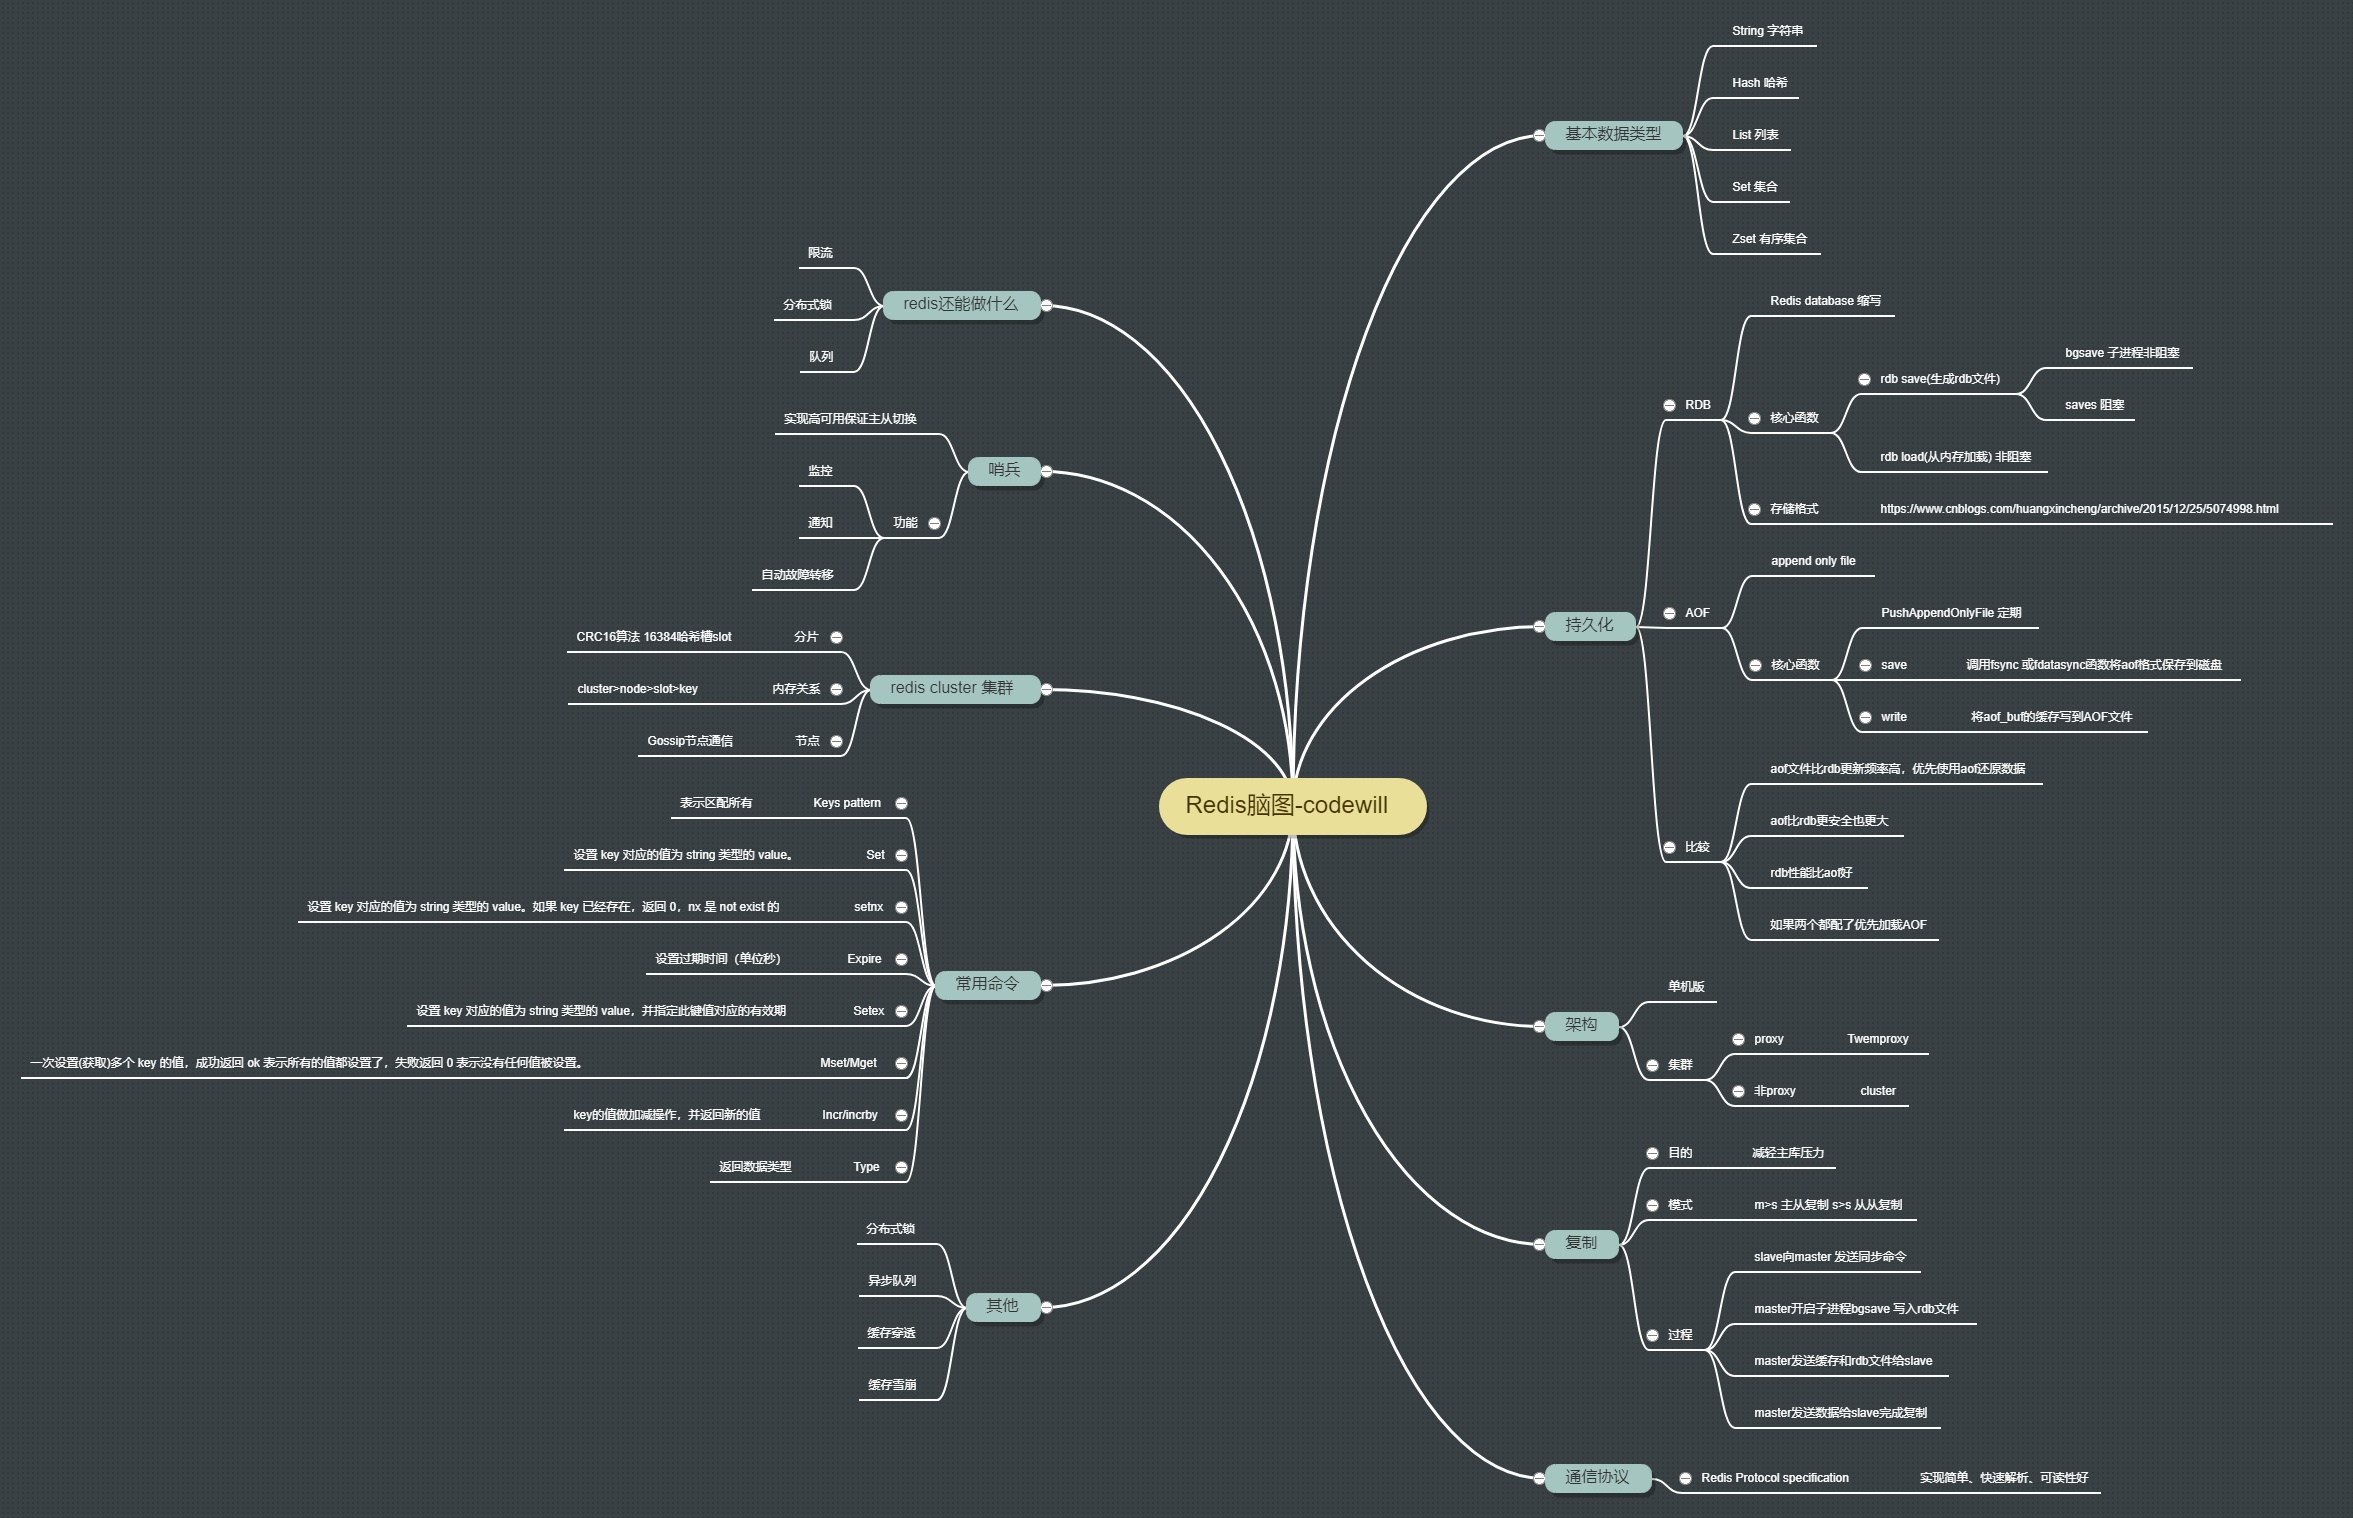 Redis脑图-codewill
基本数据类型
String 字符串
Hash 哈希
List 列表
Set 集合
Zset 有序集合
持久化
RDB
Redis database 缩写
核心函数
rdb save(生成rdb文件)
bgsave 子进程非阻塞
saves 阻塞
rdb load(从内存加载) 非阻塞
存储格式
https://www.cnblogs.com/huangxincheng/archive/2015/12/25/5074998.html
AOF
append only file
核心函数
PushAppendOnlyFile 定期
save
调用fsync 或fdatasync函数将aof格式保存到磁盘
write
将aof_buf的缓存写到AOF文件
比较
aof文件比rdb更新频率高，优先使用aof还原数据
aof比rdb更安全也更大
rdb性能比aof好
如果两个都配了优先加载AOF
架构
单机版
集群
proxy
Twemproxy
非proxy
cluster
复制
目的
减轻主库压力
模式
m>s 主从复制 s>s 从从复制
过程
slave向master 发送同步命令
master开启子进程bgsave 写入rdb文件
master发送缓存和rdb文件给slave
master发送数据给slave完成复制
通信协议
Redis Protocol specification
实现简单、快速解析、可读性好
redis还能做什么
限流
分布式锁
队列
哨兵
实现高可用保证主从切换
功能
监控
通知
自动故障转移
redis cluster 集群
分片
CRC16算法 16384哈希槽slot
内存关系
cluster>node>slot>key
节点
Gossip节点通信
常用命令
Keys pattern
表示区配所有
Set
设置 key 对应的值为 string 类型的 value。
setnx
设置 key 对应的值为 string 类型的 value。如果 key 已经存在，返回 0，nx 是 not exist 的
Expire
设置过期时间（单位秒）
Setex
设置 key 对应的值为 string 类型的 value，并指定此键值对应的有效期
Mset/Mget
一次设置(获取)多个 key 的值，成功返回 ok 表示所有的值都设置了，失败返回 0 表示没有任何值被设置。
Incr/incrby
key的值做加减操作，并返回新的值
Type
返回数据类型
其他
分布式锁
异步队列
缓存穿透
缓存雪崩